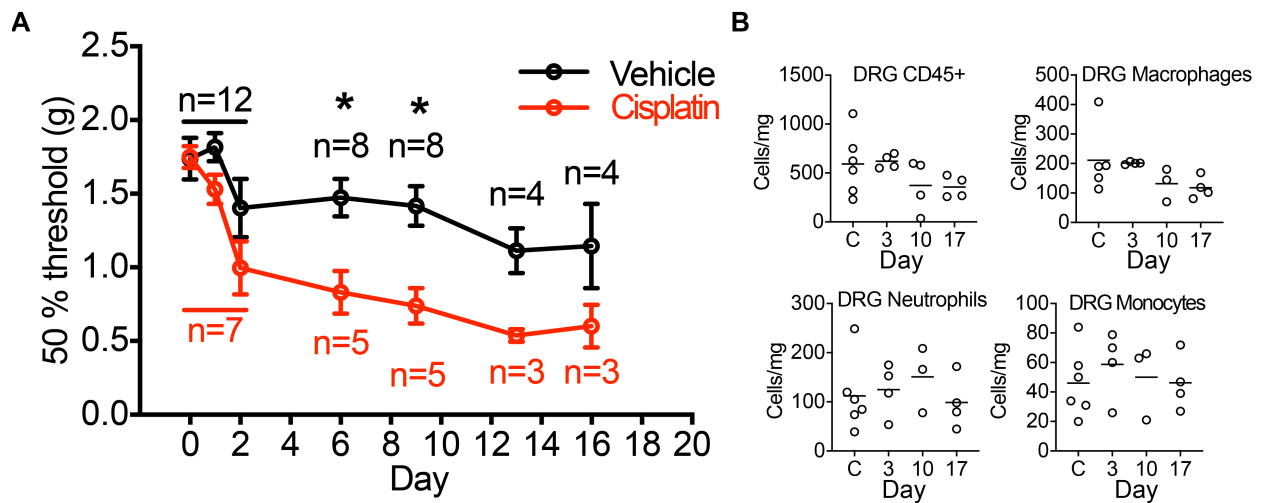 A
50 % threshold (g)
2.5
2.0
1.5
1.0
0.5
0.0
Vehicle
Cisplatin
n=12
*
*
n=8
n=8
n=4
n=4
n=7
n=5
n=5
n=3
n=3
0 2 4 6 8 10 12 14 16 18 20
Day
B
DRG CD45+
Cells/mg
1500
1000
500
0
C 3 10 17
Day
DRG Macrophages
Cells/mg
500
400
300
200
100
0
C 3 10 17
Day
DRG Neutrophils
Cells/mg
300
200
100
0
C 3 10 17
Day
DRG Monocytes
Cells/mg
100
80
60
40
20
0
C 3 10 17
Day